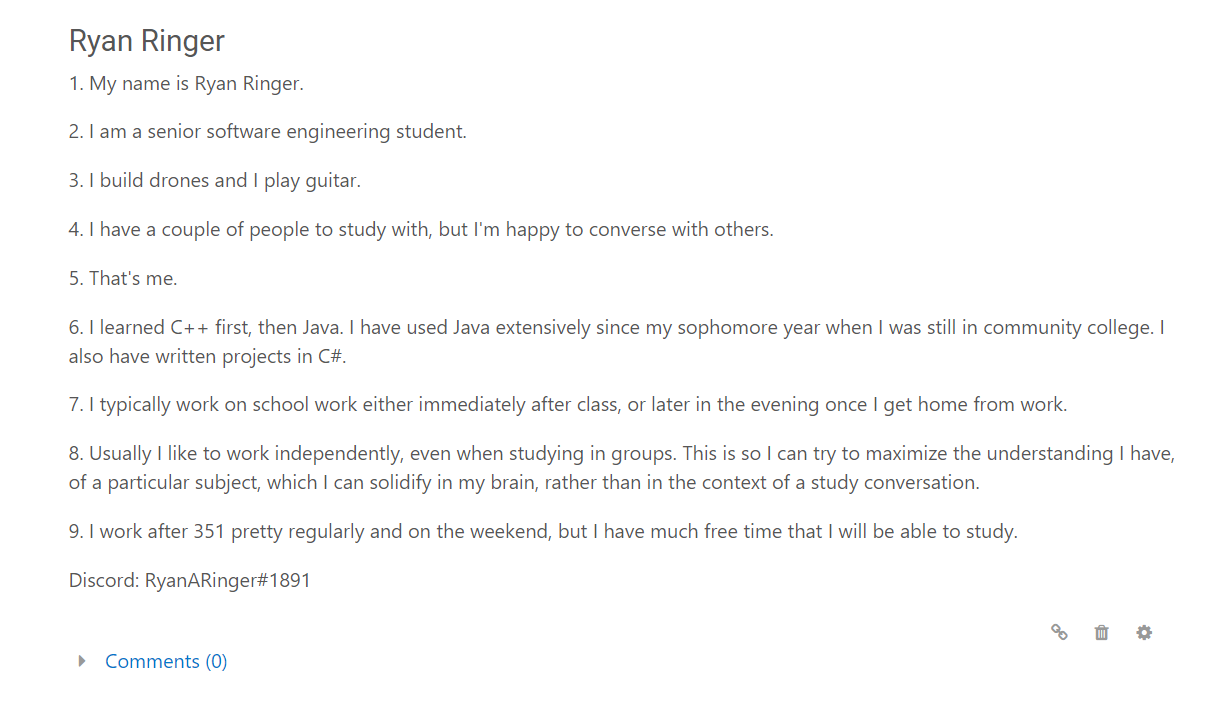 Ryan Ringer
1. My name is Ryan Ringer.
2. I am a senior software engineering student.
3. I build drones and I play guitar.
4. I have a couple of people to study with, but I'm happy to converse with others.
5. That's me.
6. I learned C++ first, then Java. I have used Java extensively since my sophomore year when I was still in community college. I
also have written projects in C#.
7. I typically work on school work either immediately after class, or later in the evening once I get home from work.
8. Usually I like to work independently, even when studying in groups. This is so I can try to maximize the understanding I have,
of a particular subject, which I can solidify in my brain, rather than in the context of a study conversation.
9. I work after 351 pretty regularly and on the weekend, but I have much free time that I will be able to study.
Discord: RyanARinger#1891
Comments (0)